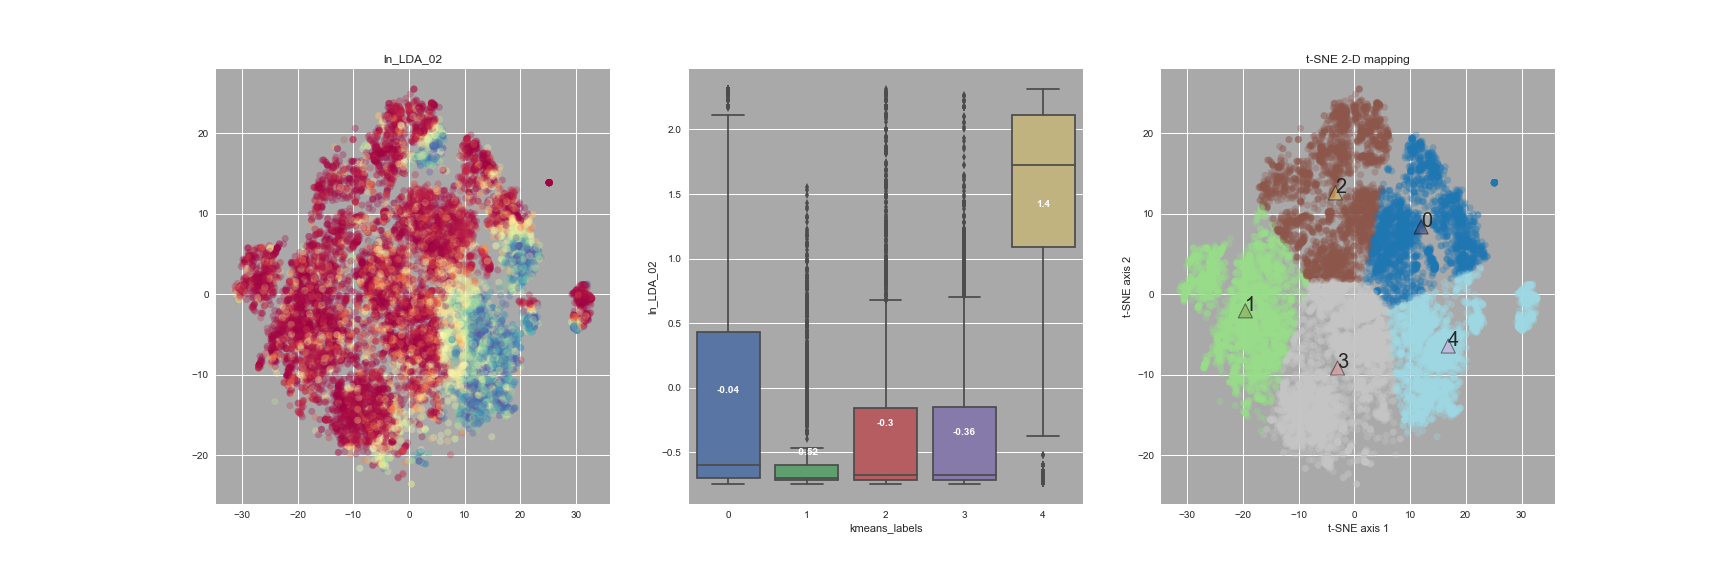 ln_LDA_02
20
10
0
−10
−20
−30 −20 −10 0 10 20 30
ln_LDA_02
2.0
1.5
1.0
0.5
0.0
−0.5
-0.04
-0.52
-0.3
-0.36
1.4
0 1 2 3 4
kmeans_labels
t-SNE 2-D mapping
t-SNE axis 2
20
10
0
−10
−20
2
0
1
4
3
−30 −20 −10 0 10 20 30
t-SNE axis 1